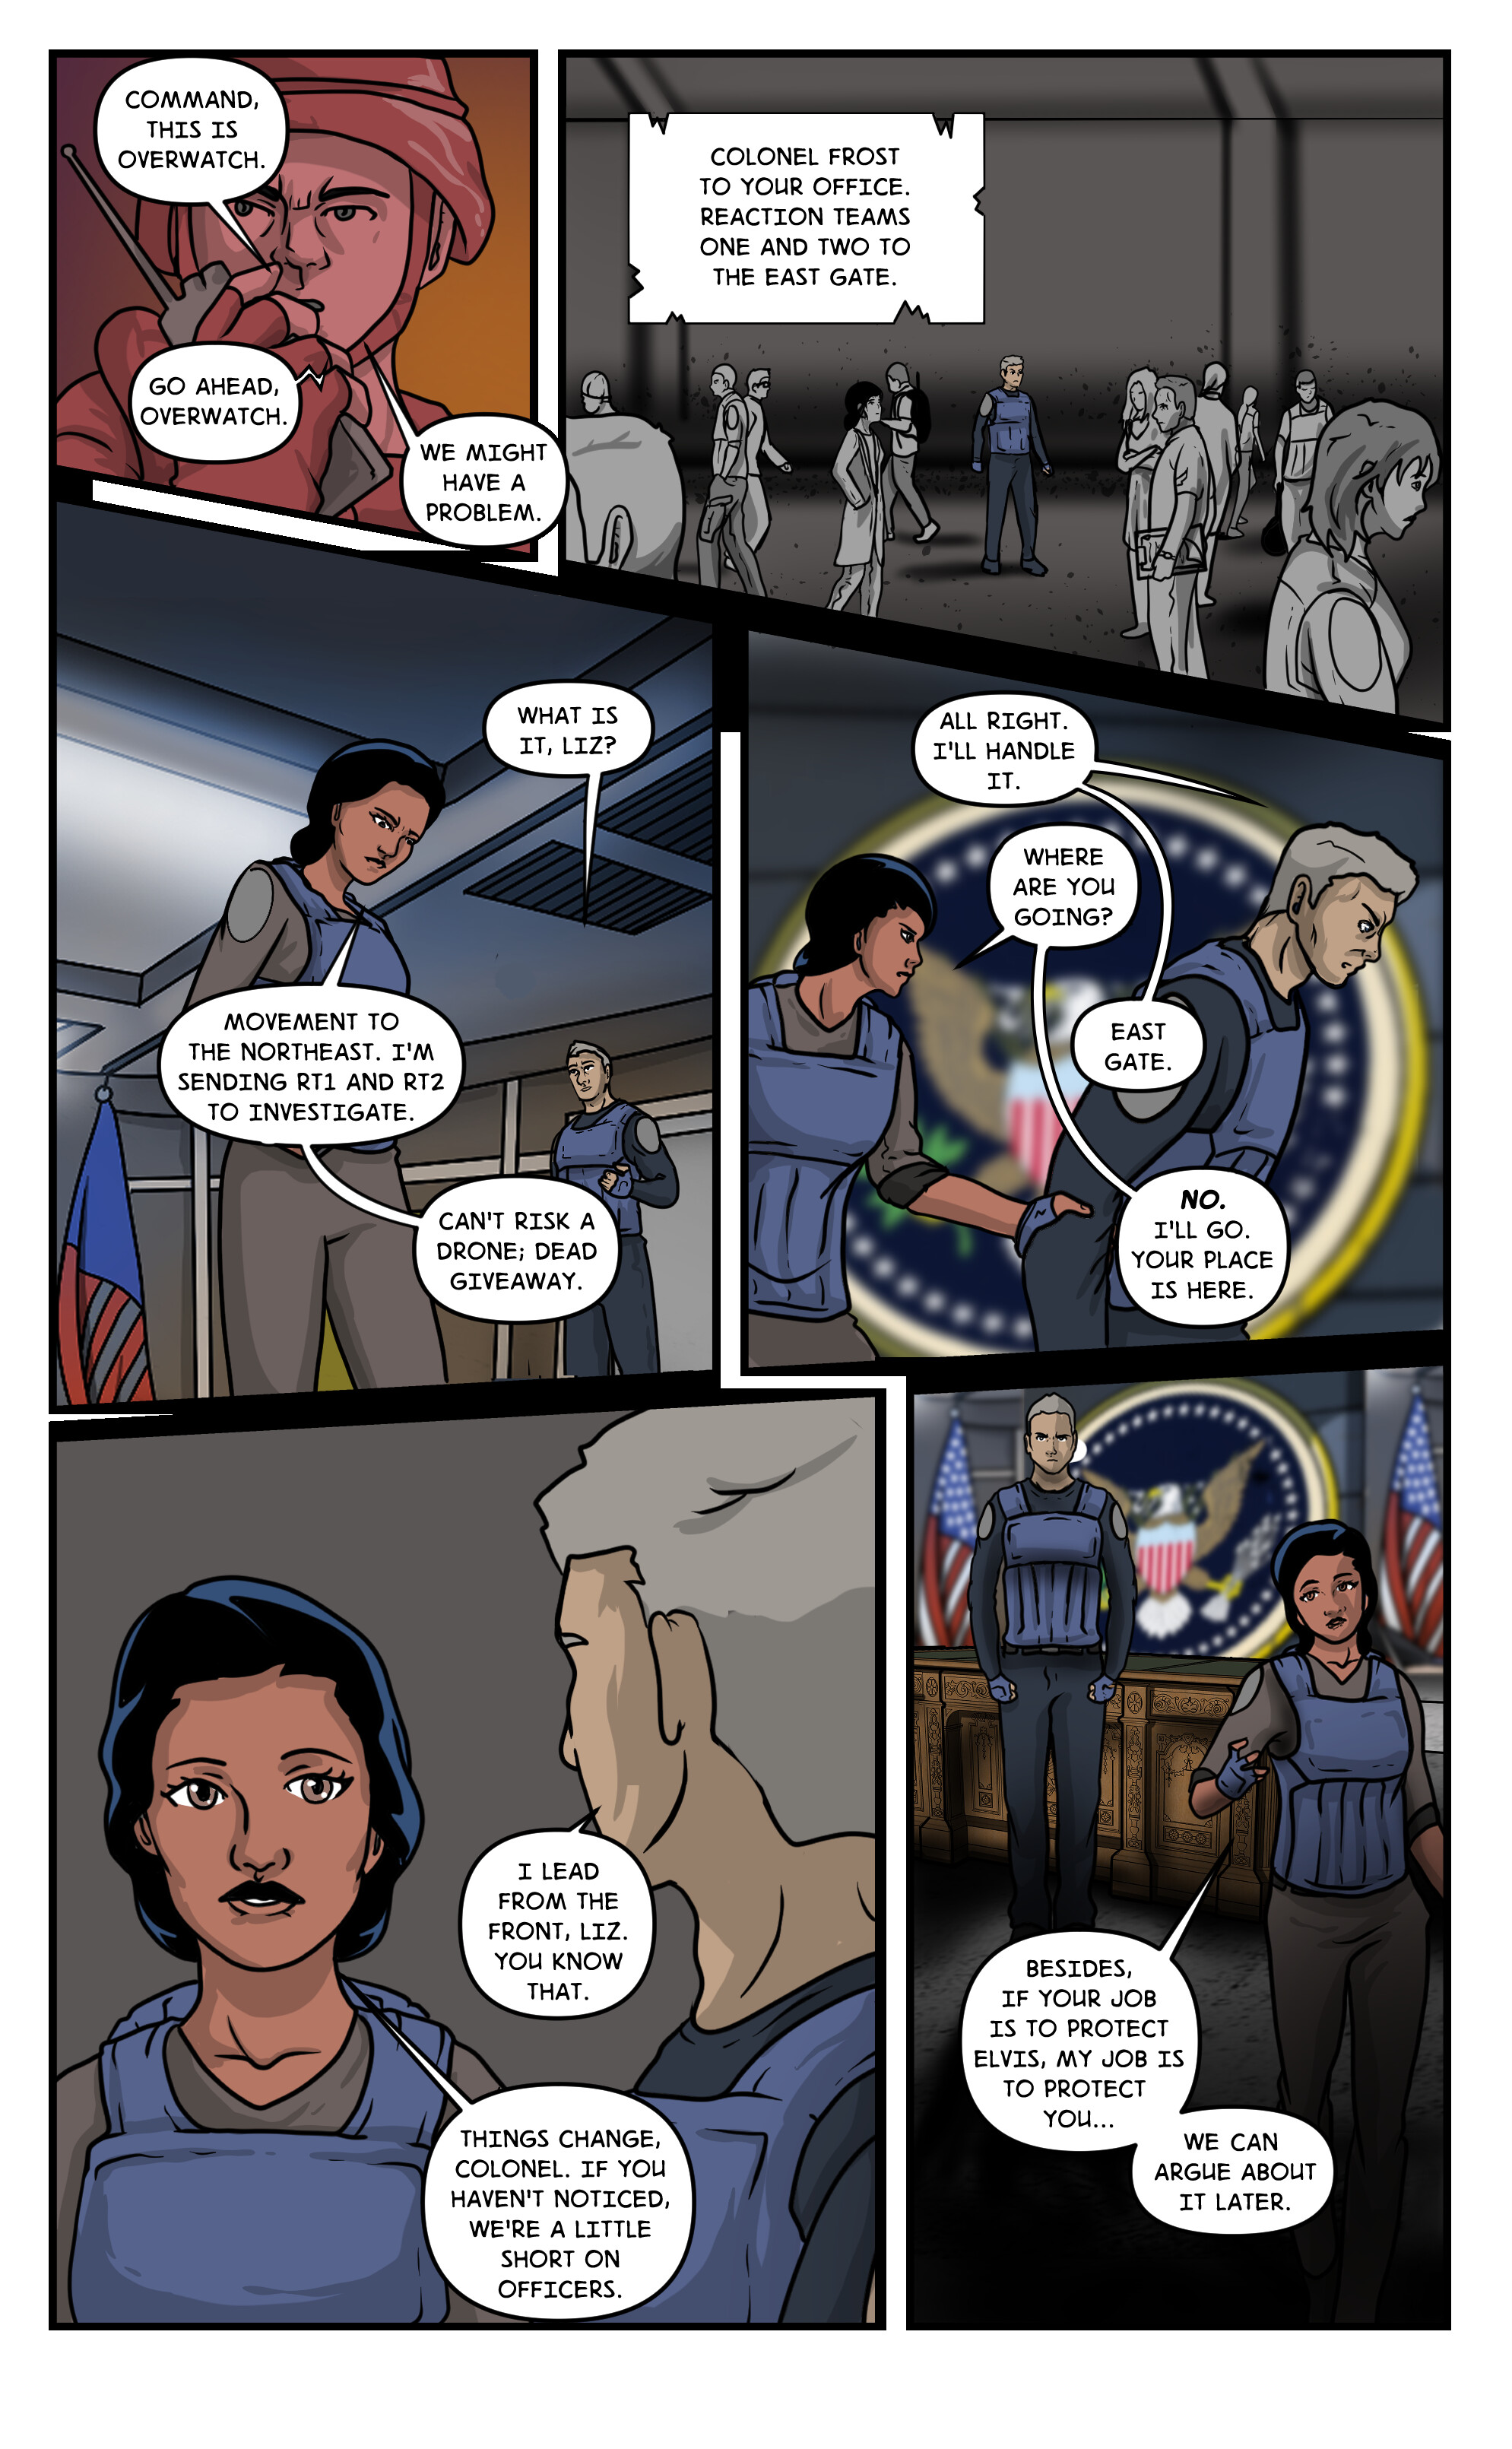 COMMAND,
THIS IS
OVERWATCH.
GO AHEAD,
OVERWATCH.
WE MIGHT
HAVE A
PROBLEM.
COLONEL FROST
TO YOUR OFFICE.
REACTION TEAMS
ONE AND TWO TO
THE EAST GATE.
WHAT IS
IT, LIZ?
MOVEMENT TO
THE NORTHEAST. I'M
SENDING RT1 AND RT2
TO INVESTIGATE.
CAN'T RISK A
DRONE; DEAD
GIVEAWAY.
ALL RIGHT.
I'LL HANDLE
IT.
WHERE
ARE YOU
GOING?
EAST
GATE.
NO.
I'LL GO.
YOUR PLACE
IS HERE.
I LEAD
FROM THE
FRONT, LIZ.
YOU KNOW
THAT.
THINGS CHANGE,
COLONEL. IF YOU
HAVEN'T NOTICED,
WE'RE A LITTLE
SHORT ON
OFFICERS.
BESIDES,
IF YOUR JOB
IS TO PROTECT
ELVIS, MY JOB IS
TO PROTECT
YOU...
WE CAN
ARGUE ABOUT
IT LATER.